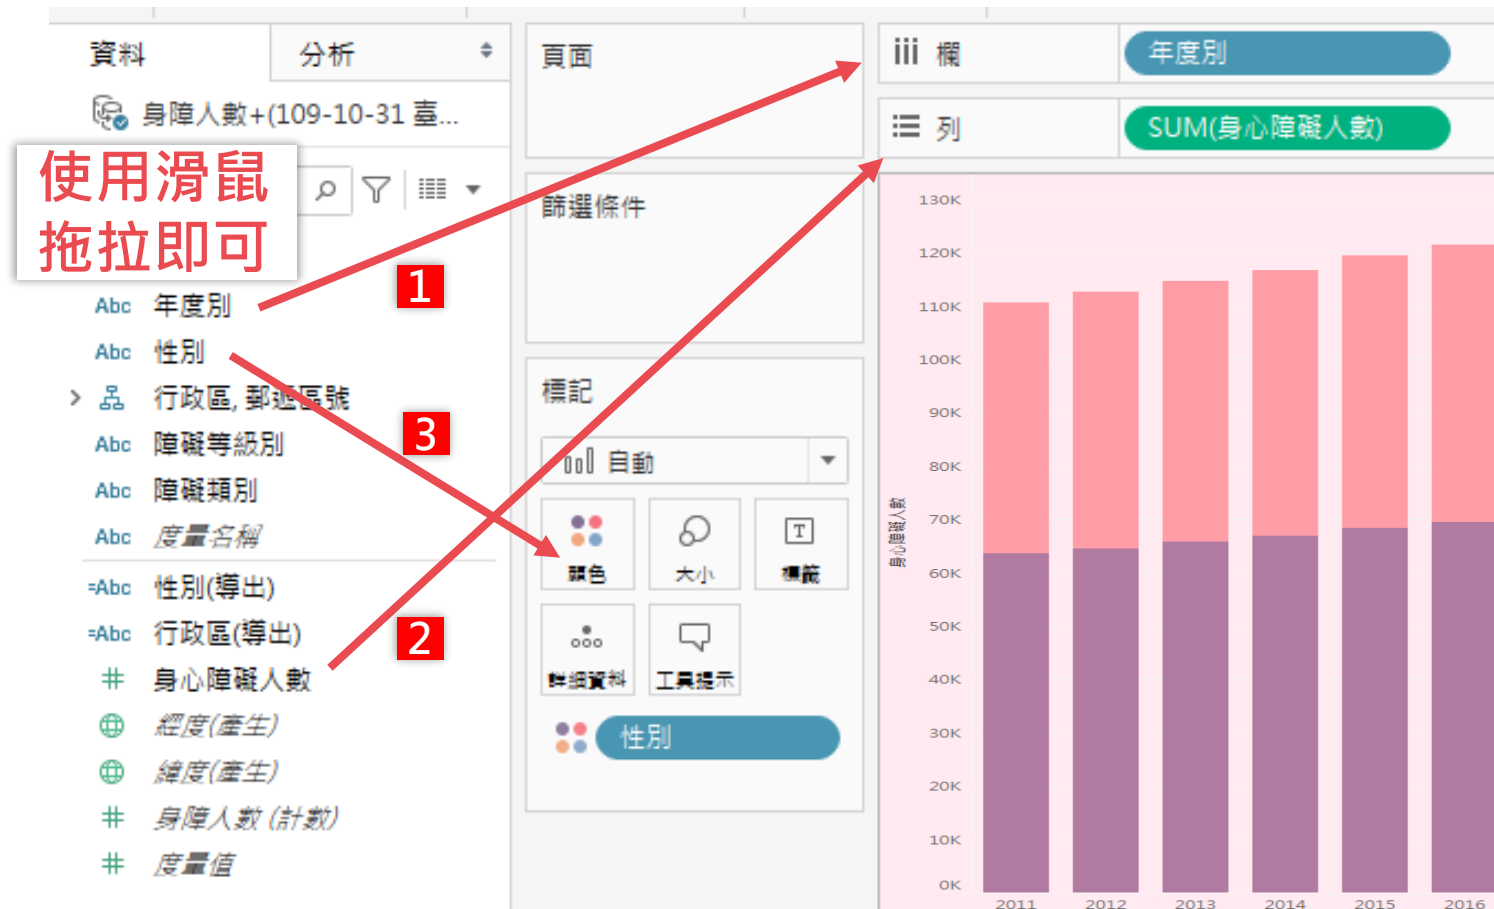 資料
分析
身障人數+(109-10-31 臺...
使用滑鼠
拖拉即可
Abc 年度別
Abc 性別
行政區, 郵遞區號
Abc 障礙等級別
Abc 障礙類別
Abc 度量名稱
=Abc 性別(導出)
=Abc 行政區(導出)
身心障礙人數
經度(產生)
緯度(產生)
身障人數 (計數)
度量值
1
3
2
頁面
篩選條件
標記
自動
顏色
大小
T
標籤
詳細資料
工具提示
性別
欄
年度別
列
SUM(身心障礙人數)
身心障礙人數
130K
120K
110K
100K
90K
80K
70K
60K
50K
40K
30K
20K
10K
0K
2011 2012 2013 2014 2015 2016